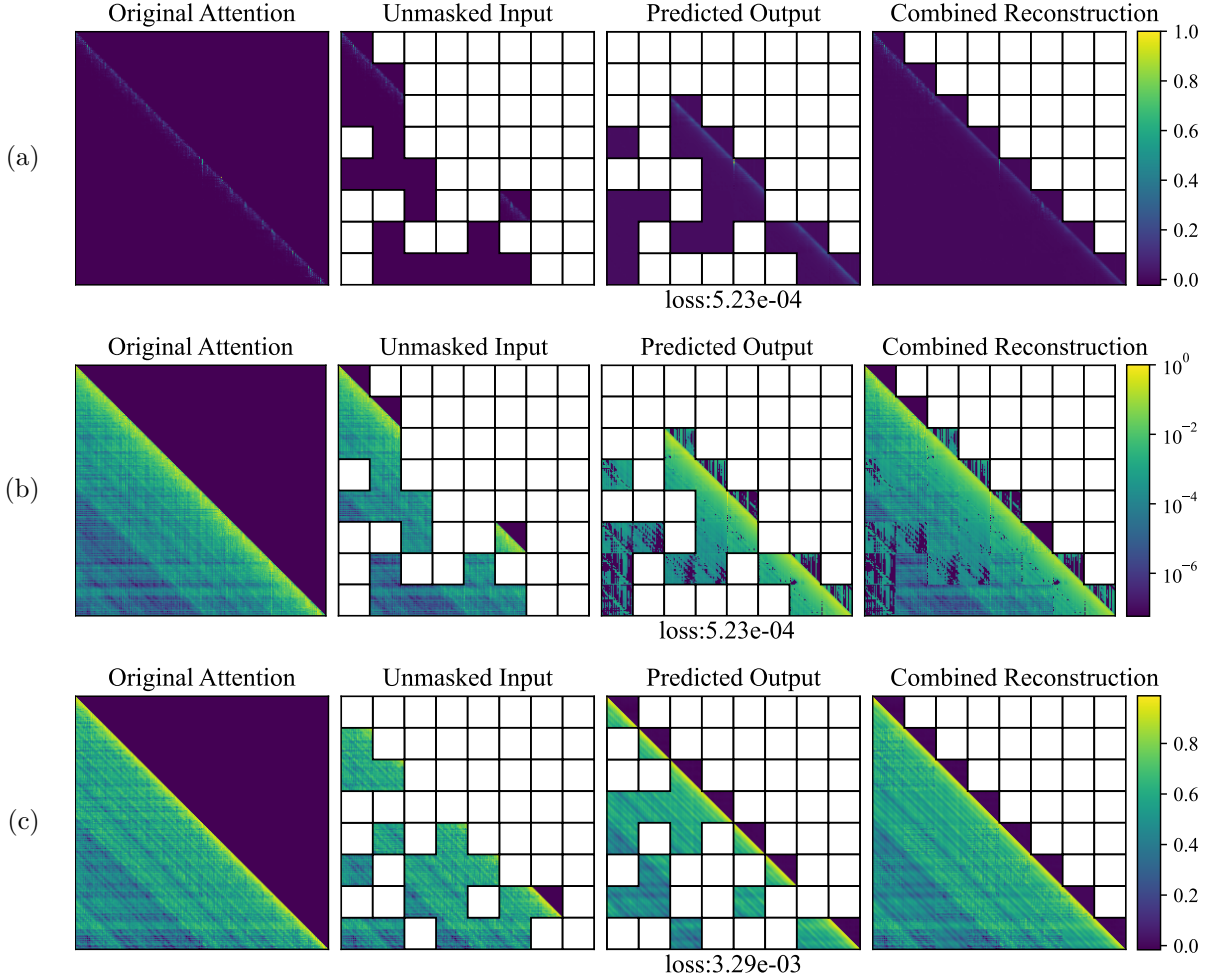 Original Attention Unmasked Input Predicted Output Combined Reconstruction
1.0
0.8
(a)
0.6
0.4
0.2
0.0
loss:5.23e-04
Original Attention Unmasked Input Predicted Output Combined Reconstruction
10⁰
10⁻²
(b)
10⁻⁴
10⁻⁶
loss:5.23e-04
Original Attention Unmasked Input Predicted Output Combined Reconstruction
0.8
0.6
(c)
0.4
0.2
0.0
loss:3.29e-03